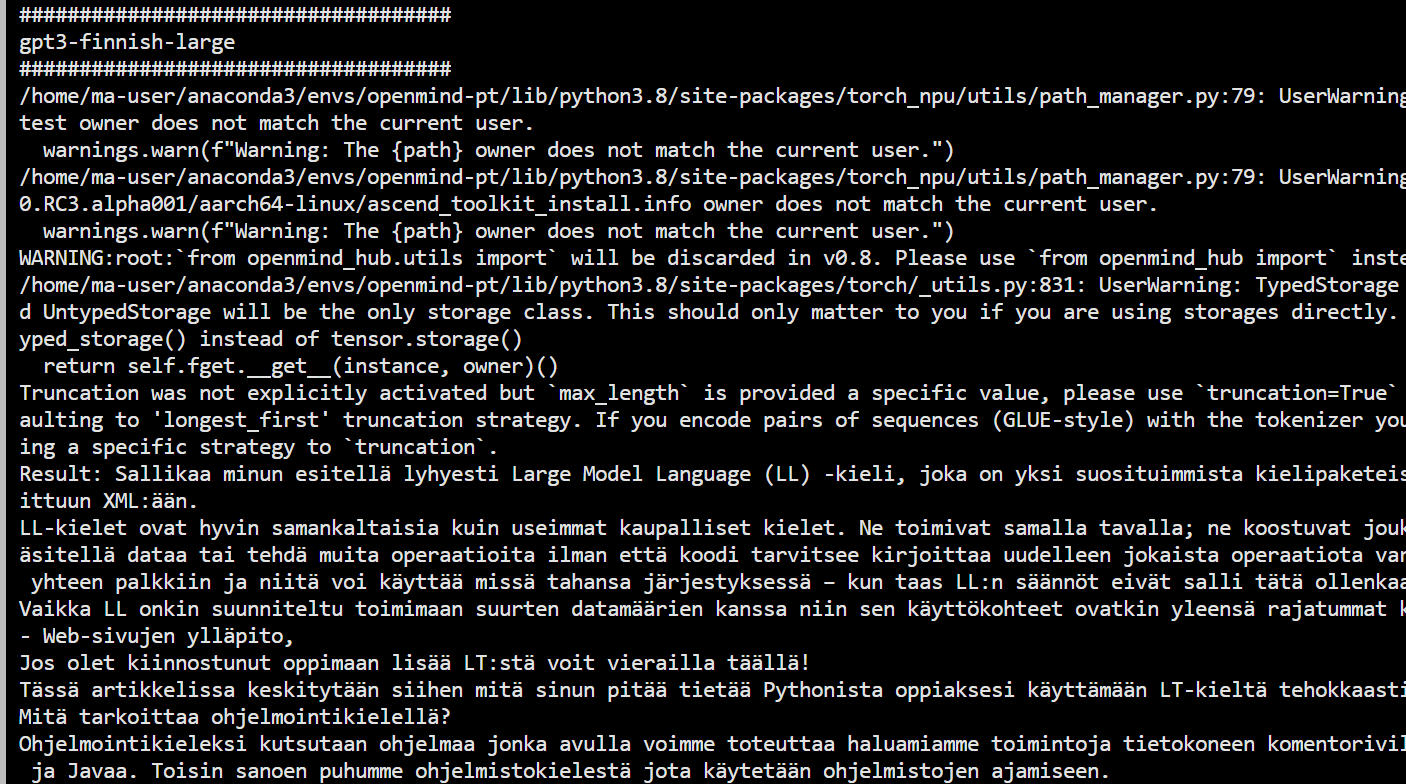 ####################################
gpt3-finnish-large
####################################
/home/ma-user/anaconda3/envs/openmind-pt/lib/python3.8/site-packages/torch_npu/utils/path_manager.py:79: UserWarning
test owner does not match the current user.
  warnings.warn(f"Warning: The {path} owner does not match the current user.")
/home/ma-user/anaconda3/envs/openmind-pt/lib/python3.8/site-packages/torch_npu/utils/path_manager.py:79: UserWarning
0.RC3.alpha001/aarch64-linux/ascend_toolkit_install.info owner does not match the current user.
  warnings.warn(f"Warning: The {path} owner does not match the current user.")
WARNING:root:`from openmind_hub.utils import` will be discarded in v0.8. Please use `from openmind_hub import` inste
/home/ma-user/anaconda3/envs/openmind-pt/lib/python3.8/site-packages/torch/_utils.py:831: UserWarning: TypedStorage
d UntypedStorage will be the only storage class. This should only matter to you if you are using storages directly.
yped_storage() instead of tensor.storage()
  return self.fget.__get__(instance, owner)()
Truncation was not explicitly activated but `max_length` is provided a specific value, please use `truncation=True`
aulting to 'longest_first' truncation strategy. If you encode pairs of sequences (GLUE-style) with the tokenizer you
ing a specific strategy to `truncation`.
Result: Sallikaa minun esitellä lyhyesti Large Model Language (LL) -kieli, joka on yksi suosituimmista kielipaketeis
ittuun XML:ään.
LL-kielet ovat hyvin samankaltaisia kuin useimmat kaupalliset kielet. Ne toimivat samalla tavalla; ne koostuvat jouk
äsitellä dataa tai tehdä muita operaatioita ilman että koodi tarvitsee kirjoittaa uudelleen jokaista operaatiota var
 yhteen palkkiin ja niitä voi käyttää missä tahansa järjestyksessä – kun taas LL:n säännöt eivät salli tätä ollenkaa
Vaikka LL onkin suunniteltu toimimaan suurten datamäärien kanssa niin sen käyttökohteet ovatkin yleensä rajatummat k
- Web-sivujen ylläpito,
Jos olet kiinnostunut oppimaan lisää LT:stä voit vierailla täällä!
Tässä artikkelissa keskitytään siihen mitä sinun pitää tietää Pythonista oppiaksesi käyttämään LT-kieltä tehokkaasti
Mitä tarkoittaa ohjelmointikielellä?
Ohjelmointikieleksi kutsutaan ohjelmaa jonka avulla voimme toteuttaa haluamiamme toimintoja tietokoneen komentorivil
 ja Javaa. Toisin sanoen puhumme ohjelmistokielestä jota käytetään ohjelmistojen ajamiseen.